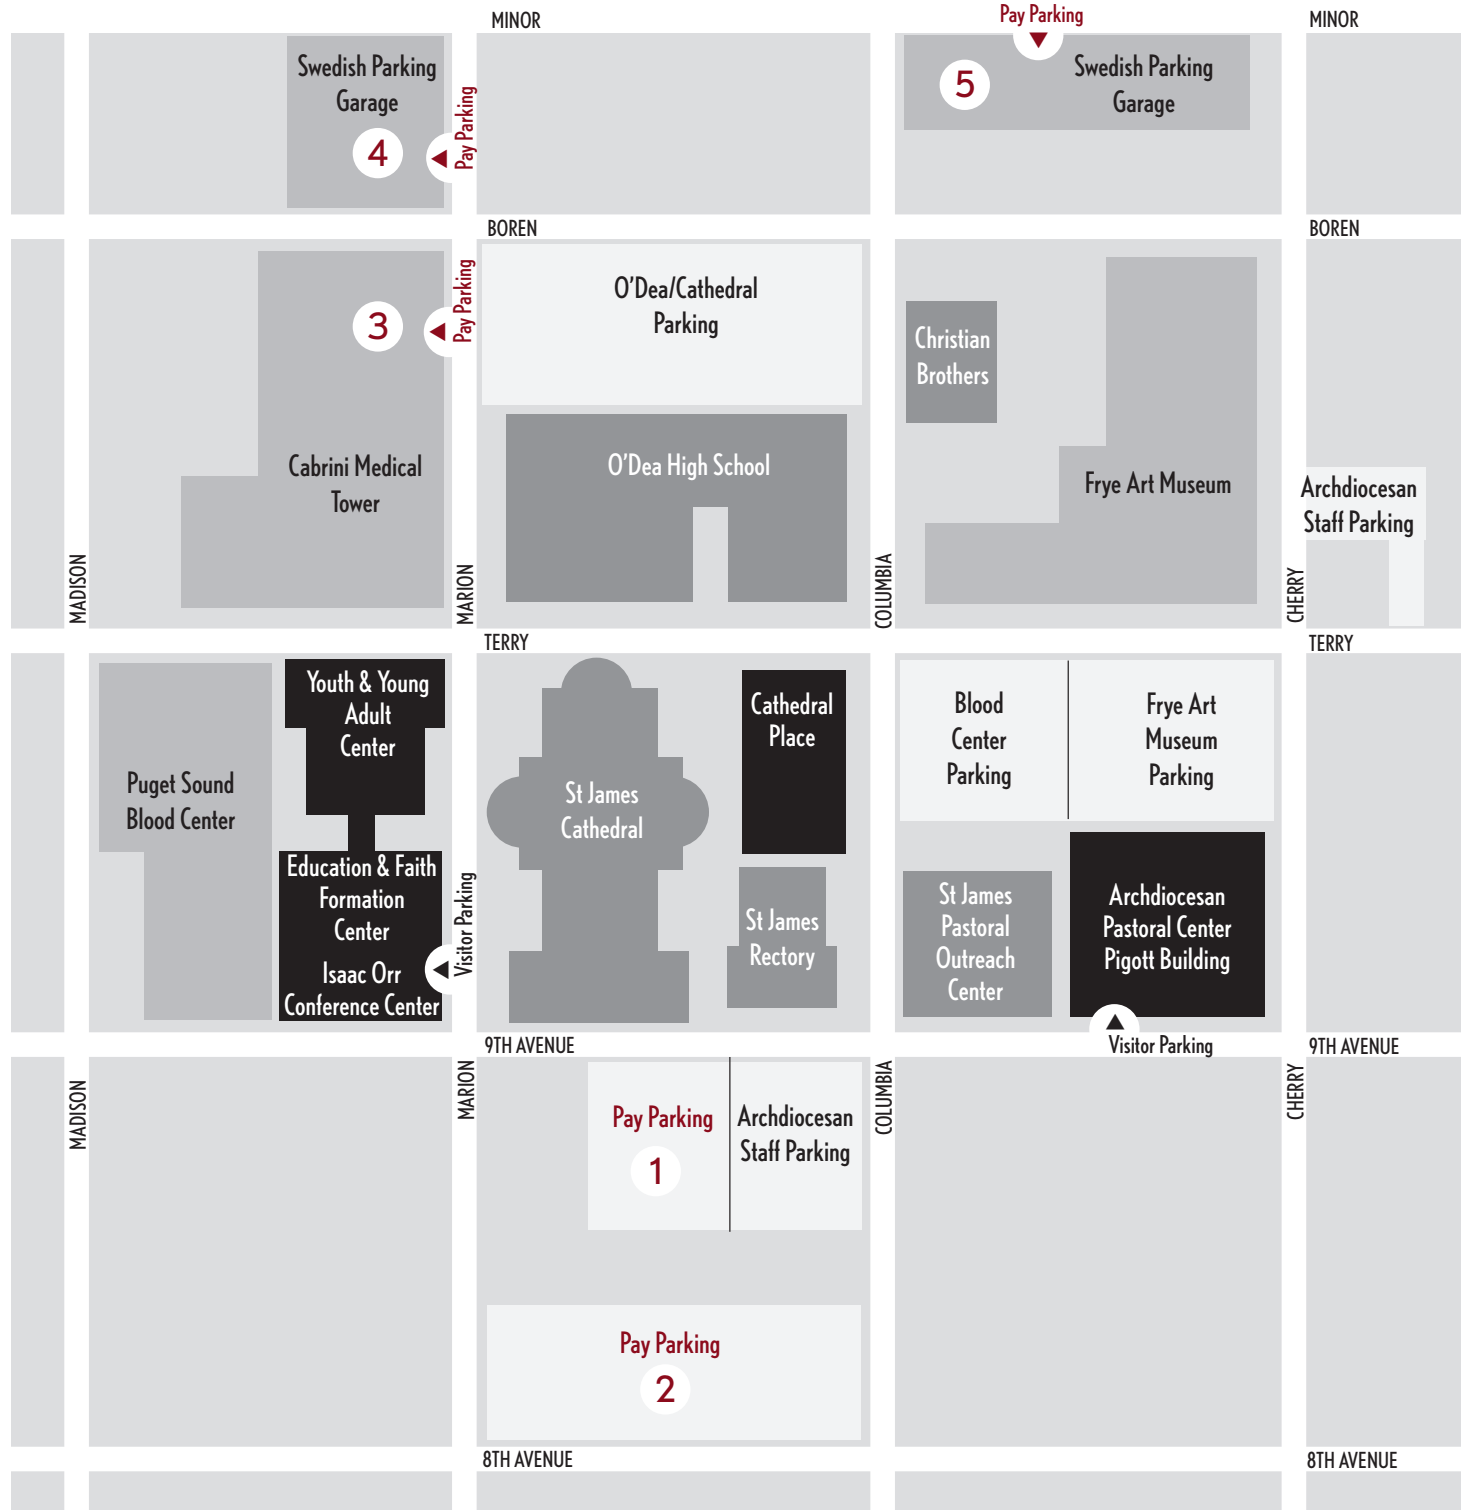 MINOR
Pay Parking
MINOR
Swedish Parking
Garage
4
Pay Parking
5
Swedish Parking
Garage
BOREN
BOREN
3
Pay Parking
Cabrini Medical
Tower
O'Dea/Cathedral
Parking
O'Dea High School
Christian
Brothers
Frye Art Museum
Archdiocesan
Staff Parking
MADISON
MARION
COLUMBIA
CHERRY
TERRY
TERRY
Puget Sound
Blood Center
Youth & Young
Adult
Center
Education & Faith
Formation
Center
Isaac Orr
Conference Center
Visitor Parking
St James
Cathedral
Cathedral
Place
St James
Rectory
Blood
Center
Parking
Frye Art
Museum
Parking
St James
Pastoral
Outreach
Center
Archdiocesan
Pastoral Center
Pigott Building
Visitor Parking
9TH AVENUE
9TH AVENUE
MADISON
MARION
COLUMBIA
CHERRY
Pay Parking
1
Archdiocesan
Staff Parking
Pay Parking
2
8TH AVENUE
8TH AVENUE